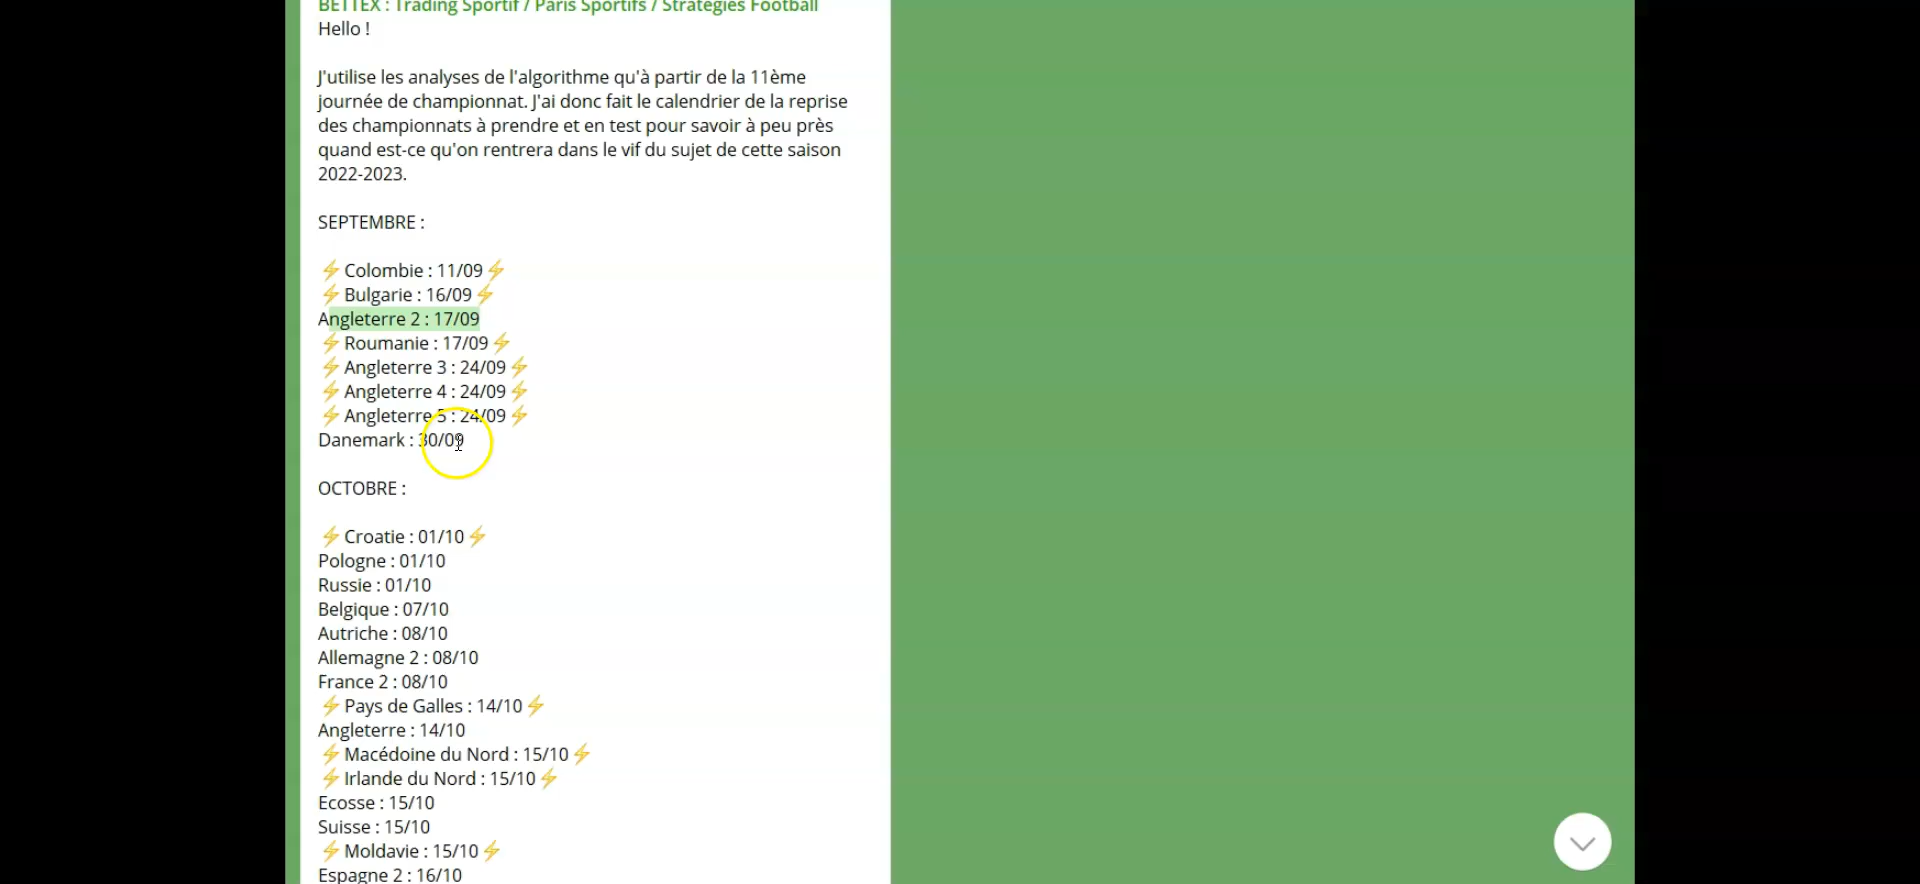 BETTEX : Trading Sportif / Paris Sportifs / Stratégies Football
Hello !
J'utilise les analyses de l'algorithme qu'à partir de la 11ème
journée de championnat. J'ai donc fait le calendrier de la reprise
des championnats à prendre et en test pour savoir à peu près
quand est-ce qu'on rentrera dans le vif du sujet de cette saison
2022-2023.
SEPTEMBRE :
⚡Colombie : 11/09⚡
⚡Bulgarie : 16/09⚡
Angleterre 2 : 17/09
⚡Roumanie : 17/09⚡
⚡Angleterre 3 : 24/09⚡
⚡Angleterre 4 : 24/09⚡
⚡Angleterre 5 : 24/09⚡
Danemark : 30/09
OCTOBRE :
⚡Croatie : 01/10⚡
Pologne : 01/10
Russie : 01/10
Belgique : 07/10
Autriche : 08/10
Allemagne 2 : 08/10
France 2 : 08/10
⚡Pays de Galles : 14/10⚡
Angleterre : 14/10
⚡Macédoine du Nord : 15/10⚡
⚡Irlande du Nord : 15/10⚡
Ecosse : 15/10
Suisse : 15/10
⚡Moldavie : 15/10⚡
Espagne 2 : 16/10